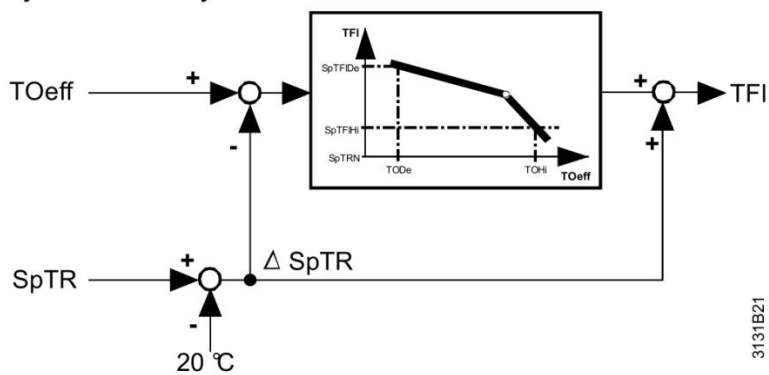 TFI
SpTFIDe
TOeff
+
+
TFI
SpTFIHi
-
+
SpTRN
TODe
TOHi
TOeff
+
Δ SpTR
SpTR
-
20 °C
3131B21